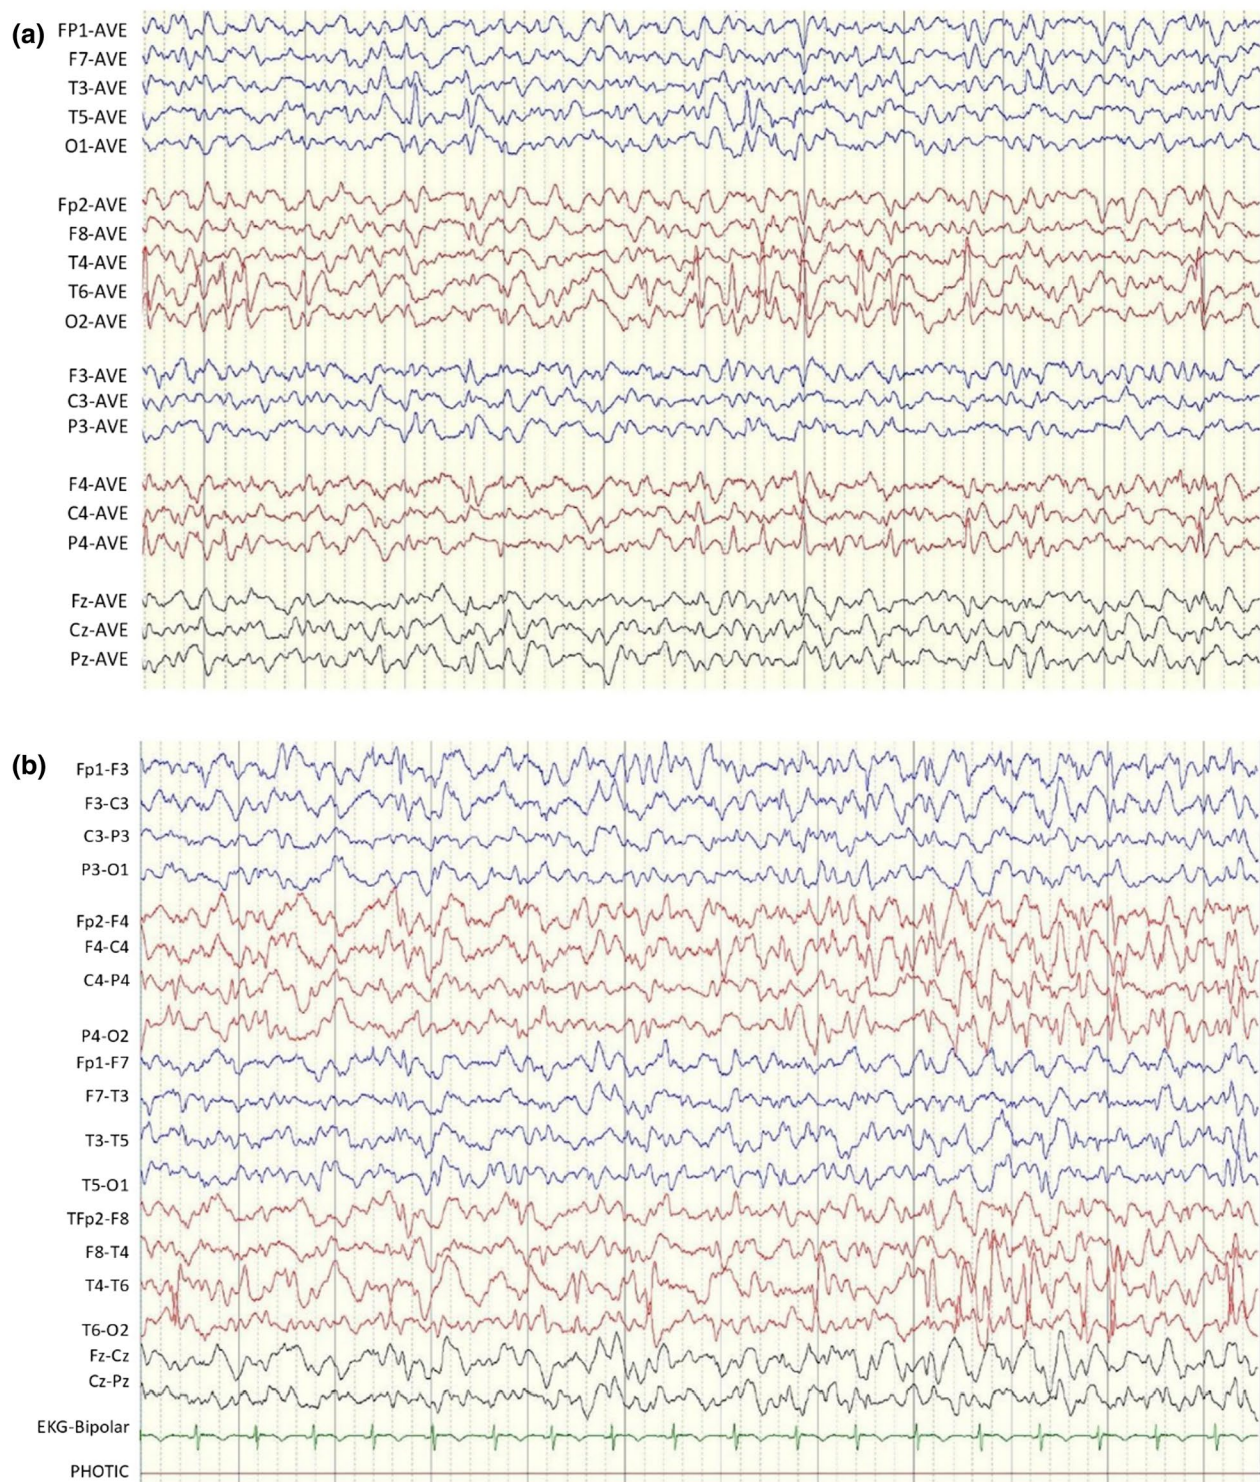 (a)
FP1-AVE
F7-AVE
T3-AVE
T5-AVE
O1-AVE
Fp2-AVE
F8-AVE
T4-AVE
T6-AVE
O2-AVE
F3-AVE
C3-AVE
P3-AVE
F4-AVE
C4-AVE
P4-AVE
Fz-AVE
Cz-AVE
Pz-AVE
(b)
Fp1-F3
F3-C3
C3-P3
P3-O1
Fp2-F4
F4-C4
C4-P4
P4-O2
Fp1-F7
F7-T3
T3-T5
T5-O1
TFp2-F8
F8-T4
T4-T6
T6-O2
Fz-Cz
Cz-Pz
EKG-Bipolar
PHOTIC